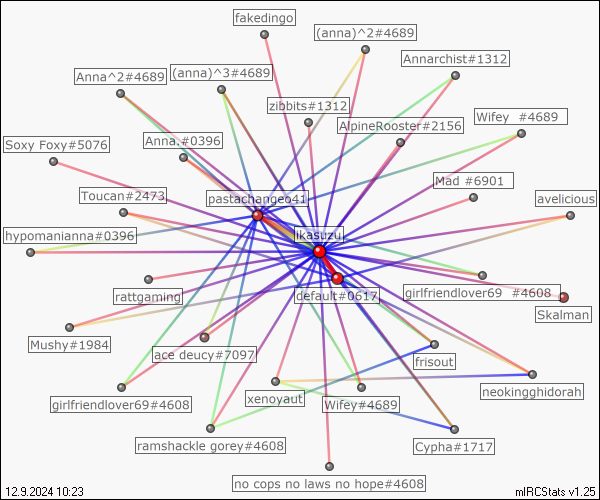 fakedingo
(anna)^2#4689
Annarchist#1312
Anna^2#4689
(anna)^3#4689
zibbits#1312
Wifey #4689
AlpineRooster#2156
Anna.#0396
Soxy Foxy#5076
Mad #6901
Toucan#2473
pastachangeo41
avelicious
hypomanianna#0396
ikasuzu
rattgaming
default#0617
girlfriendlover69 #4608
Skalman
Mushy#1984
ace deucy#7097
frisout
neokingghidorah
girlfriendlover69#4608
xenoyaut
Wifey#4689
ramshackle gorey#4608
Cypha#1717
no cops no laws no hope#4608
12.9.2024 10:23
mIRCStats v1.25